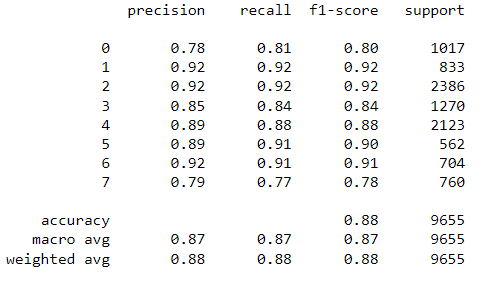 precision recall f1-score support
0 0.78 0.81 0.80 1017
1 0.92 0.92 0.92 833
2 0.92 0.92 0.92 2386
3 0.85 0.84 0.84 1270
4 0.89 0.88 0.88 2123
5 0.89 0.91 0.90 562
6 0.92 0.91 0.91 704
7 0.79 0.77 0.78 760
accuracy 0.88 9655
macro avg 0.87 0.87 0.87 9655
weighted avg 0.88 0.88 0.88 9655